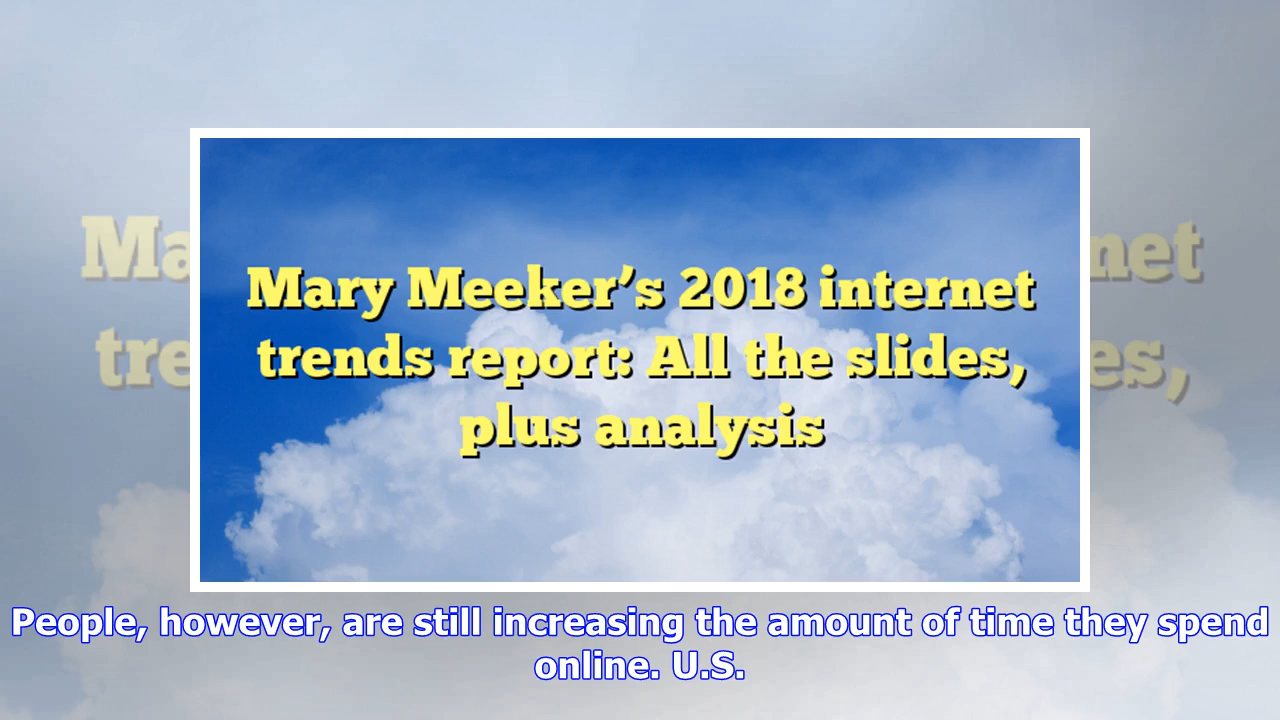 Mary Meeker’s 2018 internet
trends report: All the slides,
plus analysis
People, however, are still increasing the amount of time they spend
online. U.S.